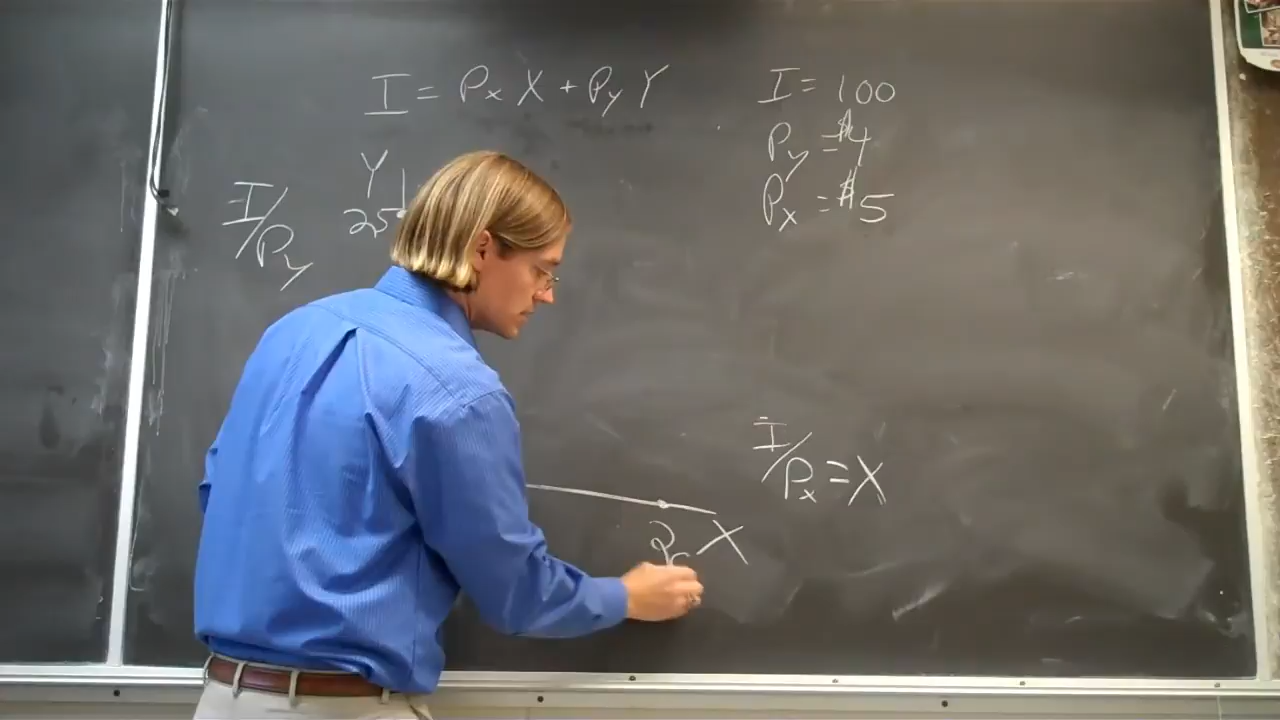 I = Px X + Py Y
I = 100
Py = $4
Px = $5
Y
25
I/Py
I/Px = X
X